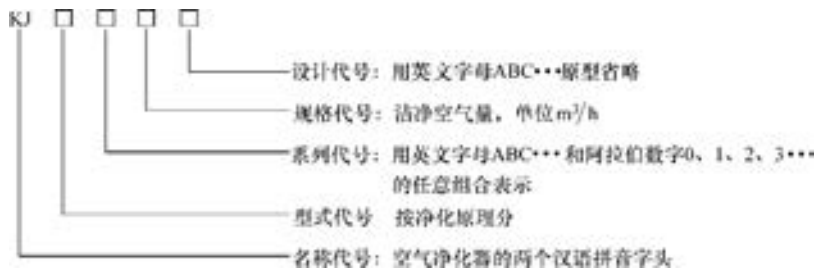 KJ □ □ □ □
设计代号：用英文字母ABC···原型省略
规格代号：洁净空气量，单位m³/h
系列代号：用英文字母ABC···和阿拉伯数字0、1、2、3···
的任意组合表示
型式代号 按净化原理分
名称代号：空气净化器的两个汉语拼音字头